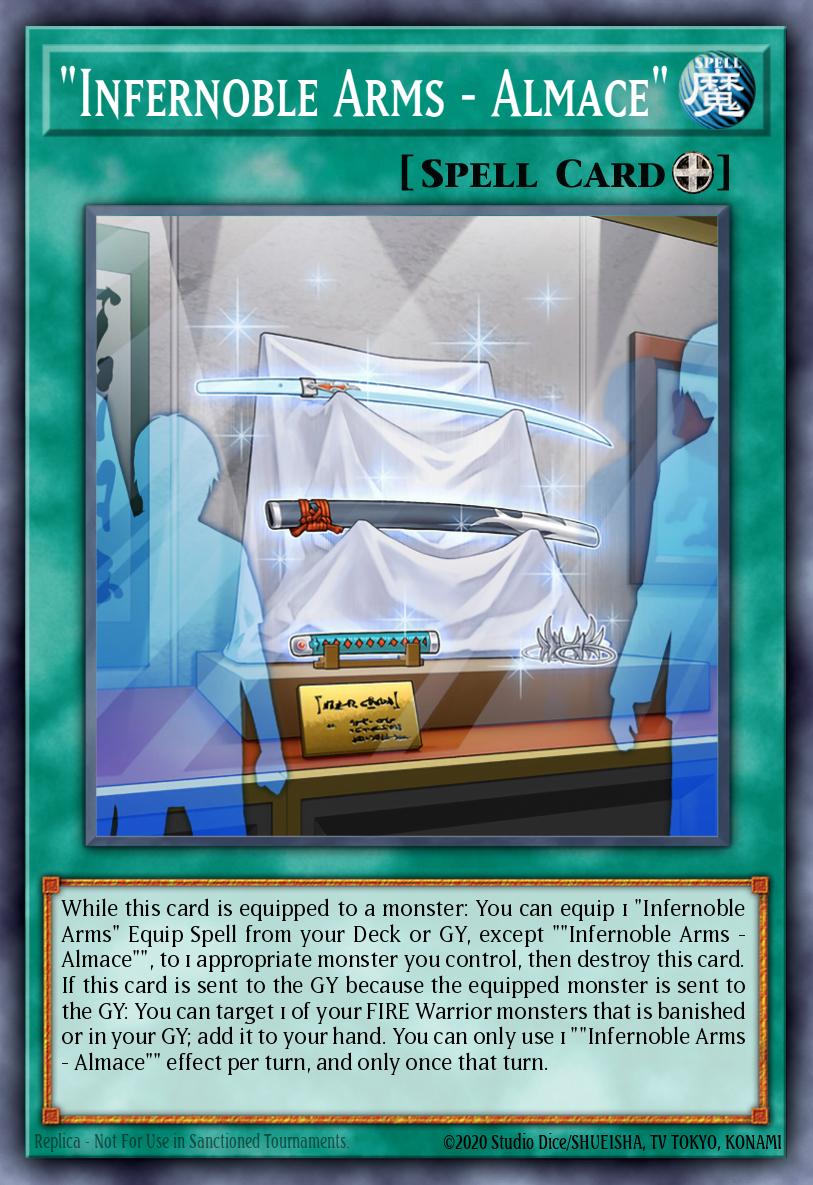 "Infernoble Arms - Almace"
SPELL
魔
[Spell Card]
While this card is equipped to a monster: You can equip 1 "Infernoble
Arms" Equip Spell from your Deck or GY, except ""Infernoble Arms -
Almace"", to 1 appropriate monster you control, then destroy this card.
If this card is sent to the GY because the equipped monster is sent to
the GY: You can target 1 of your FIRE Warrior monsters that is banished
or in your GY; add it to your hand. You can only use 1 ""Infernoble Arms
- Almace"" effect per turn, and only once that turn.
Replica - Not For Use in Sanctioned Tournaments.
©2020 Studio Dice/SHUEISHA, TV TOKYO, KONAMI